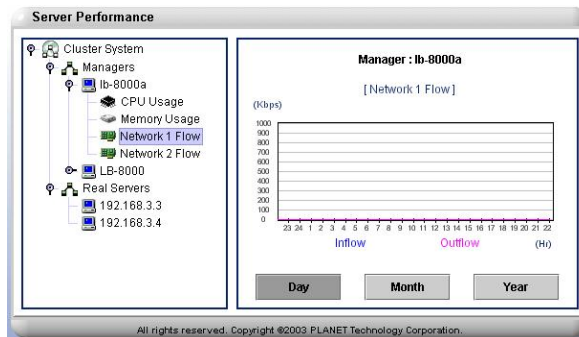 Server Performance
Cluster System
Managers
lb-8000a
CPU Usage
Memory Usage
Network 1 Flow
Network 2 Flow
LB-8000
Real Servers
192.168.3.3
192.168.3.4
Manager : lb-8000a
[ Network 1 Flow ]
(Kbps)
1000
900
800
700
600
500
400
300
200
100
0
23 24 1 2 3 4 5 6 7 8 9 10 11 12 13 14 15 16 17 18 19 20 21 22
Inflow Outflow (Hr)
Day Month Year
All rights reserved. Copyright ©2003 PLANET Technology Corporation.